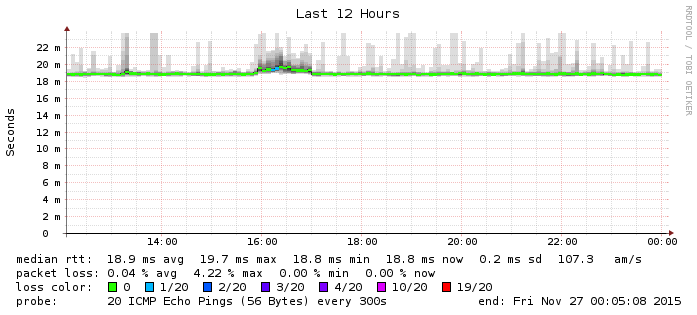 Last 12 Hours
RRDTOOL / TOBI OETIKER
Seconds
22 m
20 m
18 m
16 m
14 m
12 m
10 m
8 m
6 m
4 m
2 m
0
14:00 16:00 18:00 20:00 22:00 00:00
median rtt: 18.9 ms avg 19.7 ms max 18.8 ms min 18.8 ms now 0.2 ms sd 107.3 am/s
packet loss: 0.04 % avg 4.22 % max 0.00 % min 0.00 % now
loss color: 0 1/20 2/20 3/20 4/20 10/20 19/20
probe: 20 ICMP Echo Pings (56 Bytes) every 300s end: Fri Nov 27 00:05:08 2015